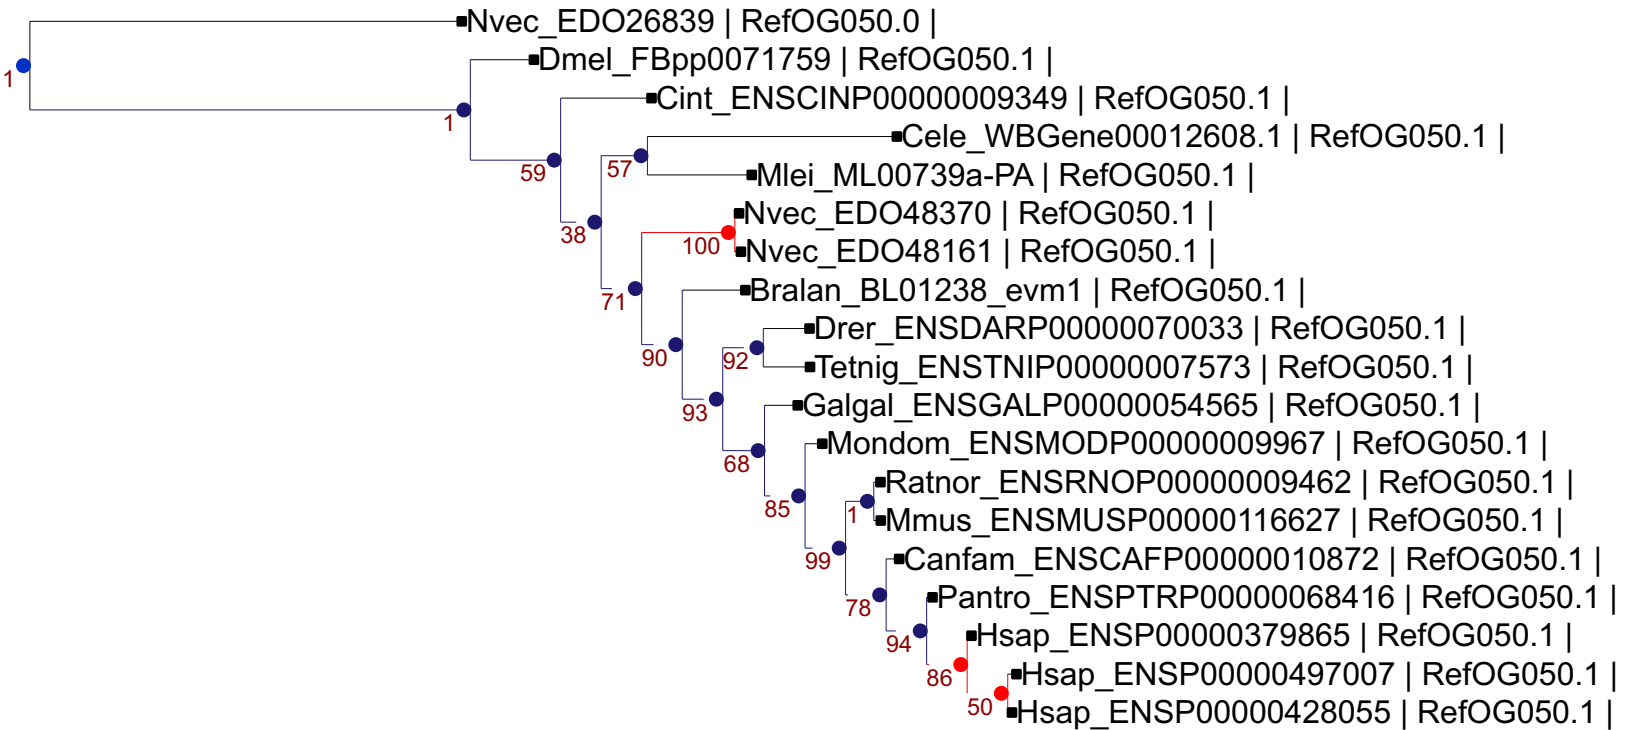 Nvec_EDO26839 | RefOG050.0 |
1
Dmel_FBpp0071759 | RefOG050.1 |
Cint_ENSCINP00000009349 | RefOG050.1 |
1
Cele_WBGene00012608.1 | RefOG050.1 |
59
57
Mlei_ML00739a-PA | RefOG050.1 |
Nvec_EDO48370 | RefOG050.1 |
38
100
Nvec_EDO48161 | RefOG050.1 |
71
Bralan_BL01238_evm1 | RefOG050.1 |
Drer_ENSDARP00000070033 | RefOG050.1 |
90
92
Tetnig_ENSTNIP00000007573 | RefOG050.1 |
93
Galgal_ENSGALP00000054565 | RefOG050.1 |
Mondom_ENSMODP00000009967 | RefOG050.1 |
68
Ratnor_ENSRNOP00000009462 | RefOG050.1 |
85
1
Mmus_ENSMUSP00000116627 | RefOG050.1 |
99
Canfam_ENSCAFP00000010872 | RefOG050.1 |
78
Pantro_ENSPTRP00000068416 | RefOG050.1 |
94
Hsap_ENSP00000379865 | RefOG050.1 |
86
Hsap_ENSP00000497007 | RefOG050.1 |
50
Hsap_ENSP00000428055 | RefOG050.1 |